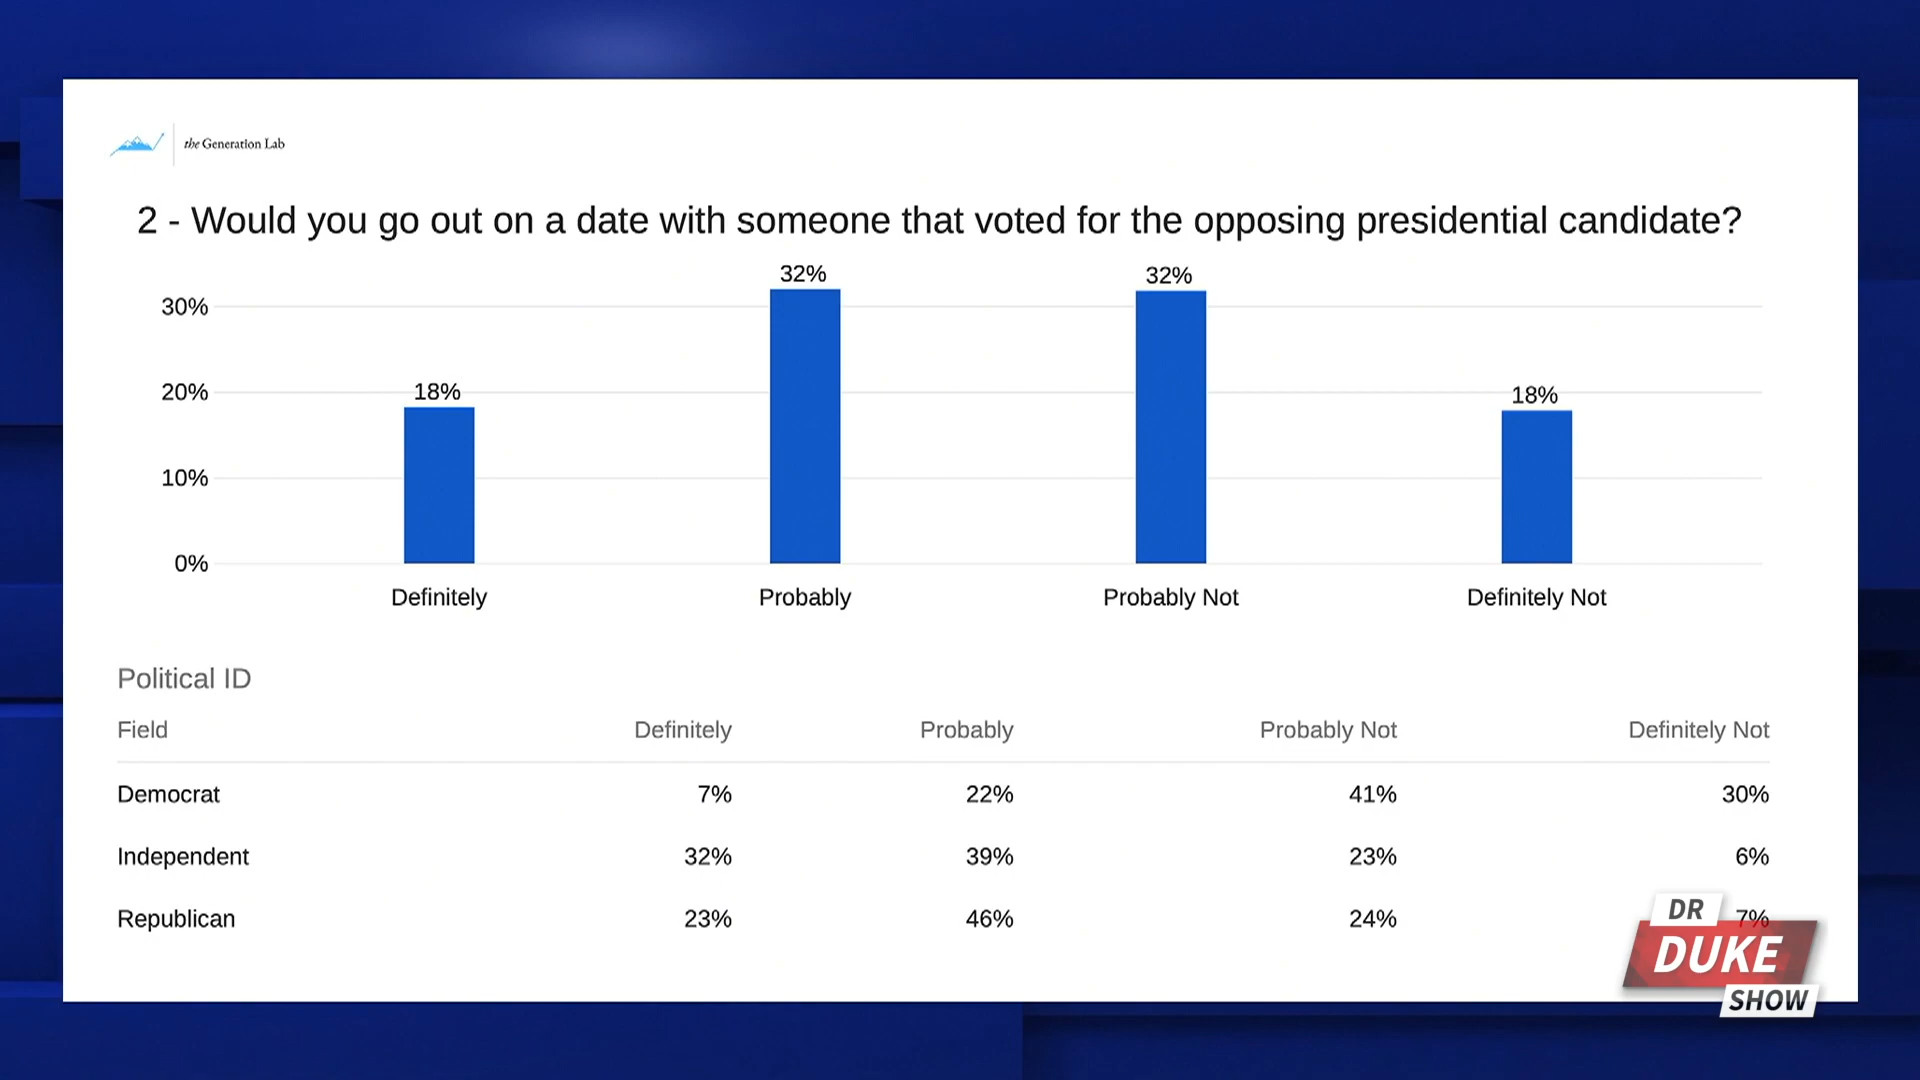 the Generation Lab
2 - Would you go out on a date with someone that voted for the opposing presidential candidate?
32% 32%
30%
18% 18%
20%
10%
0%
Definitely Probably Probably Not Definitely Not
Political ID
Field Definitely Probably Probably Not Definitely Not
Democrat 7% 22% 41% 30%
Independent 32% 39% 23% 6%
Republican 23% 46% 24% 7%
DR
DUKE
SHOW